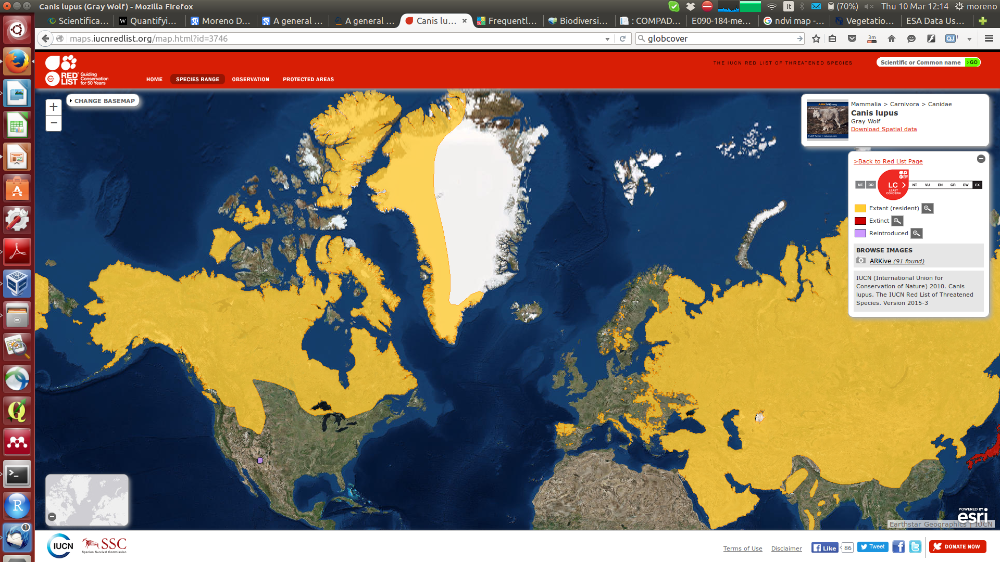 Canis lupus (Gray Wolf) - Mozilla Firefox
It
(70%)
Thu 10 Mar 12:14
moreno
Scientifica...
Quantifyi...
Moreno D...
A general ...
A general ...
Canis lu...
Frequentl...
Biodiversi...
: COMPAD...
E090-184-me...
ndvi map -...
Vegetatio...
ESA Data Us...
maps.iucnredlist.org/map.html?id=3746
globcover
3m
QJ !
RED LIST
Guiding
Conservation
for 50 Years
IUCN
HOME
SPECIES RANGE
OBSERVATION
PROTECTED AREAS
THE IUCN RED LIST OF THREATENED SPECIES
Scientific or Common name
GO
+
CHANGE BASEMAP
−
ARKive.org
Mammalia > Carnivora > Canidae
Canis lupus
Gray Wolf
Download Spatial data
>Back to Red List Page
NE DD LC NT VU EN CR EW EX
LEAST
CONCERN
Extant (resident)
Extinct
Reintroduced
BROWSE IMAGES
ARKive (91 found)
IUCN (International Union for
Conservation of Nature) 2010. Canis
lupus. The IUCN Red List of Threatened
Species. Version 2015-3
POWERED BY
esri
Earthstar Geographics | IUCN
1
IUCN
SSC
Species Survival Commission
Terms of Use
Disclaimer
Like
86
Tweet
DONATE NOW